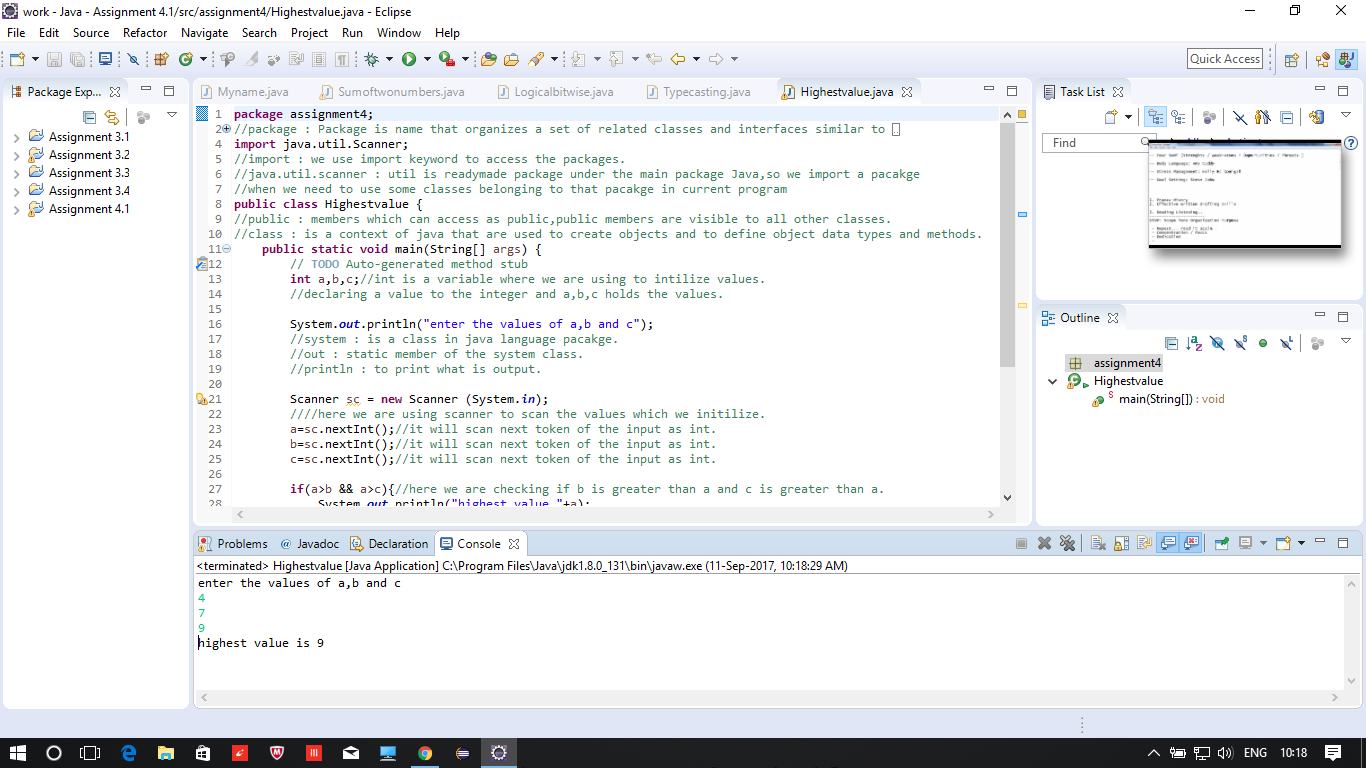 work - Java - Assignment 4.1/src/assignment4/Highestvalue.java - Eclipse
File Edit Source Refactor Navigate Search Project Run Window Help
Quick Access
Package Exp...
Assignment 3.1
Assignment 3.2
Assignment 3.3
Assignment 3.4
Assignment 4.1
Myname.java Sumoftwonumbers.java Logicalbitwise.java Typecasting.java Highestvalue.java
1 package assignment4;
2 //package : Package is name that organizes a set of related classes and interfaces similar to
4 import java.util.Scanner;
5 //import : we use import keyword to access the packages.
6 //java.util.scanner : util is readymade package under the main package Java,so we import a pacakge
7 //when we need to use some classes belonging to that pacakge in current program
8 public class Highestvalue {
9 //public : members which can access as public,public members are visible to all other classes.
10 //class : is a context of java that are used to create objects and to define object data types and methods.
11 public static void main(String[] args) {
12 // TODO Auto-generated method stub
13 int a,b,c;//int is a variable where we are using to intilize values.
14 //declaring a value to the integer and a,b,c holds the values.
15
16 System.out.println("enter the values of a,b and c");
17 //system : is a class in java language pacakge.
18 //out : static member of the system class.
19 //println : to print what is output.
20
21 Scanner sc = new Scanner (System.in);
22 ////here we are using scanner to scan the values which we initilize.
23 a=sc.nextInt();//it will scan next token of the input as int.
24 b=sc.nextInt();//it will scan next token of the input as int.
25 c=sc.nextInt();//it will scan next token of the input as int.
26
27 if(a>b && a>c){//here we are checking if b is greater than a and c is greater than a.
28 System.out.println("highest value "+a);
Task List
Find
Outline
assignment4
Highestvalue
main(String[]) : void
Problems @ Javadoc Declaration Console
<terminated> Highestvalue [Java Application] C:\Program Files\Java\jdk1.8.0_131\bin\javaw.exe (11-Sep-2017, 10:18:29 AM)
enter the values of a,b and c
4
7
9
highest value is 9
ENG 10:18